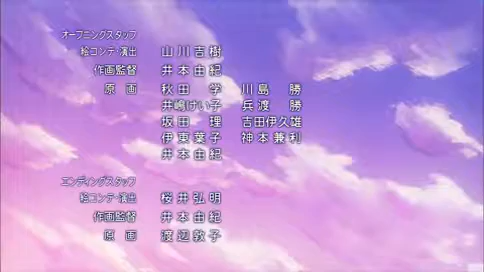 オープニングスタッフ
絵コンテ・演出 山川吉樹
作画監督 井本由紀
原画 秋田 学 川島 勝
井嶋けい子 兵渡 勝
坂田 理 吉田伊久雄
伊東葉子 神本兼利
井本由紀
エンディングスタッフ
絵コンテ・演出 桜井弘明
作画監督 井本由紀
原画 渡辺敦子